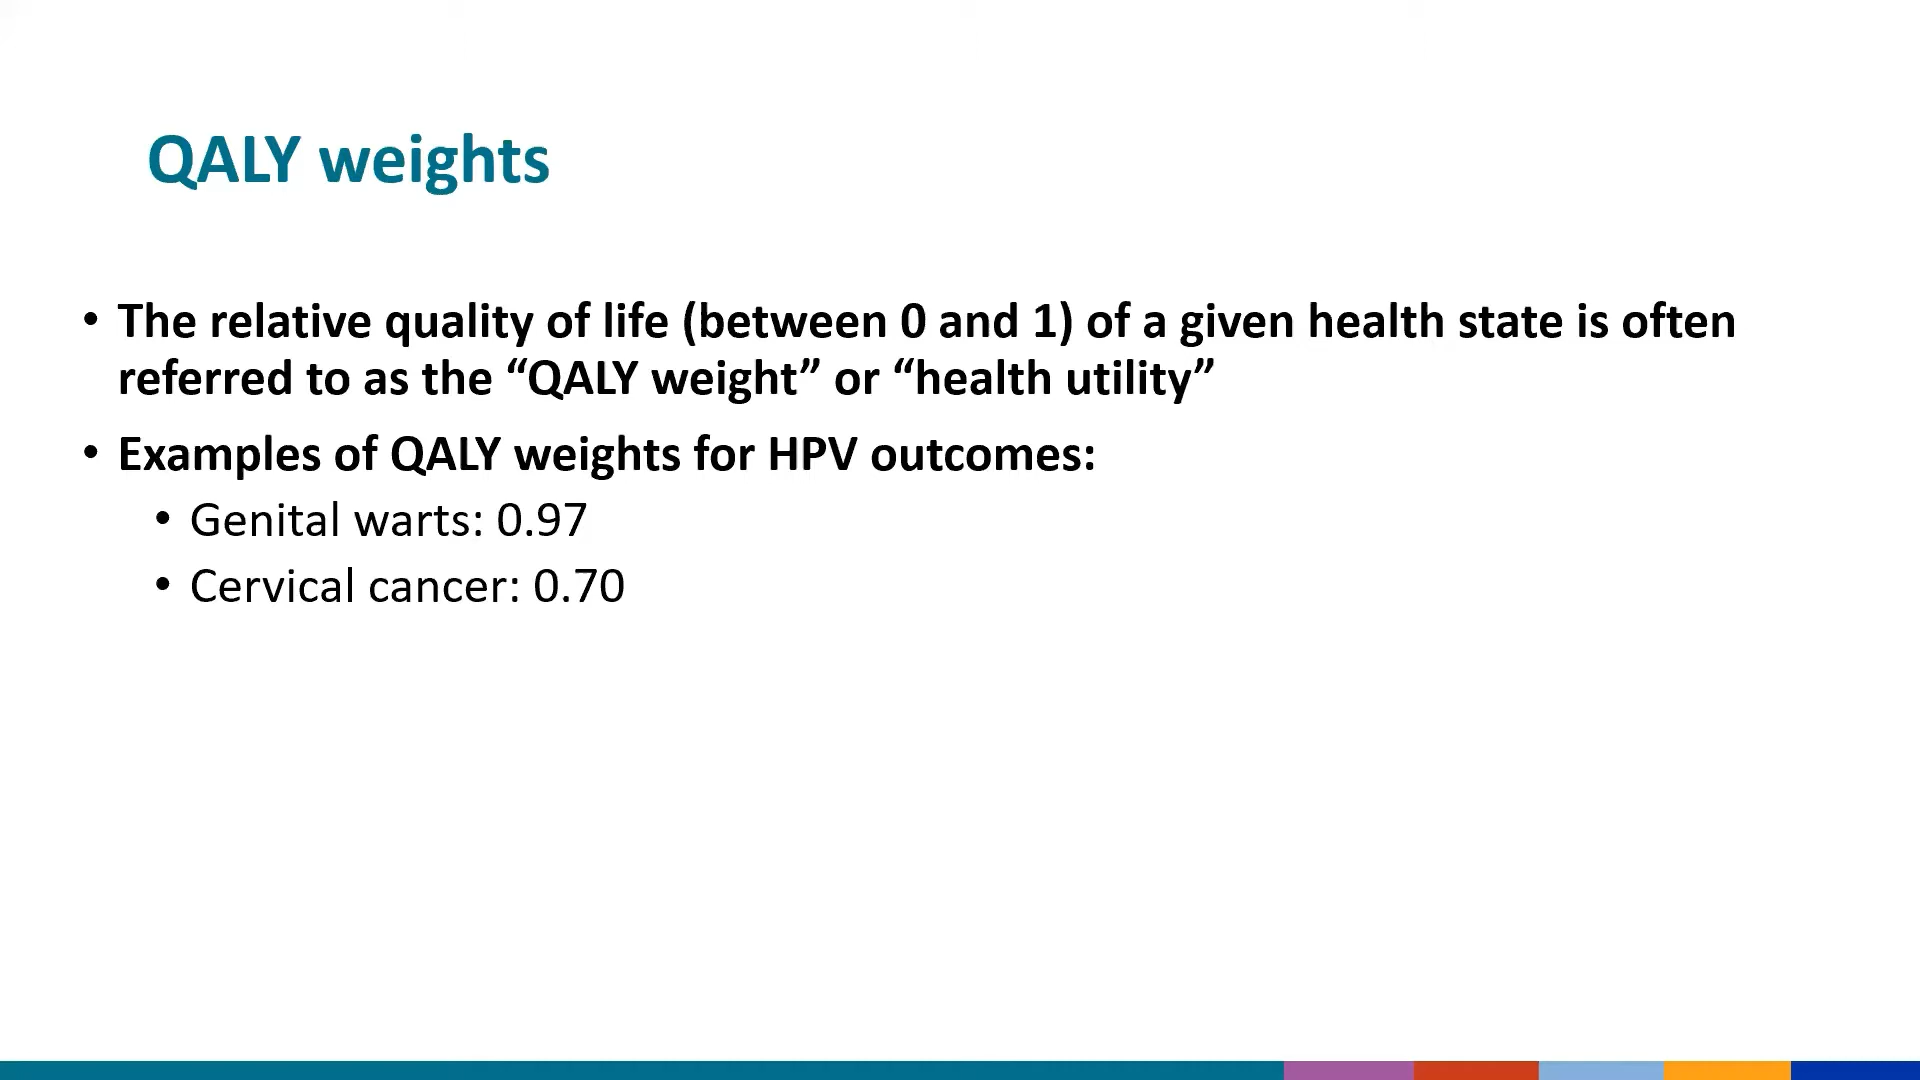 QALY weights
• The relative quality of life (between 0 and 1) of a given health state is often
referred to as the “QALY weight” or “health utility”
• Examples of QALY weights for HPV outcomes:
• Genital warts: 0.97
• Cervical cancer: 0.70